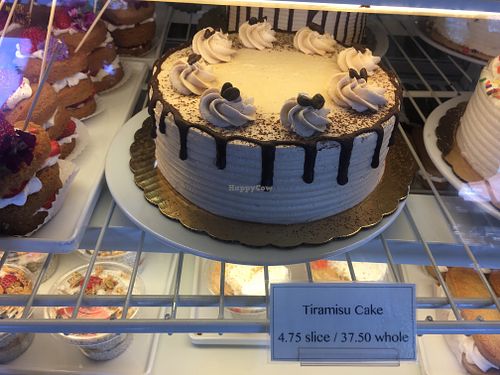 HappyCow
Tiramisu Cake
4.75 slice / 37.50 whole